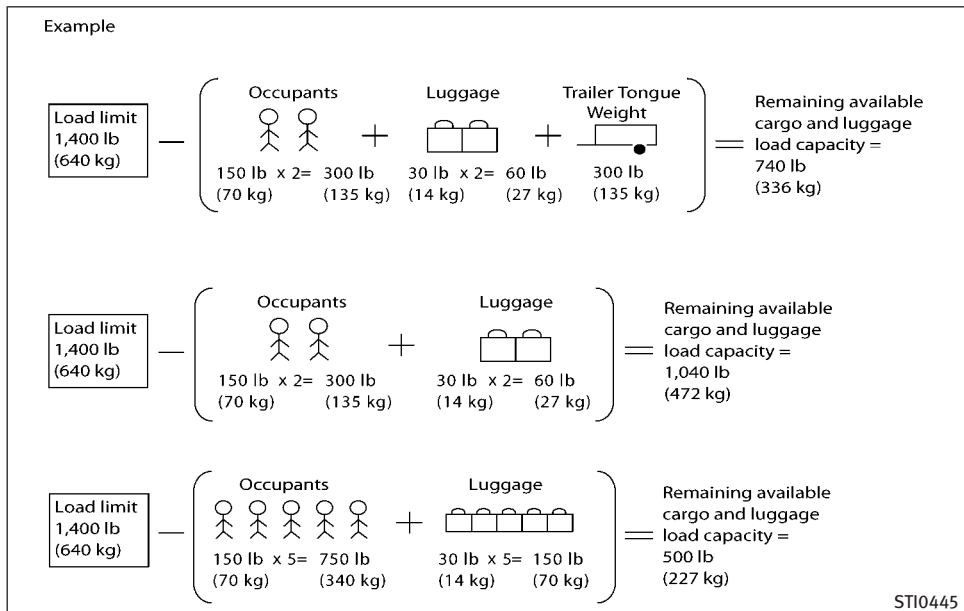 Example
Occupants Luggage Trailer Tongue
Weight
Load limit
1,400 lb
(640 kg)
150 lb x 2= 300 lb 30 lb x 2= 60 lb 300 lb
(70 kg) (135 kg) (14 kg) (27 kg) (135 kg)
Remaining available
cargo and luggage
load capacity =
740 lb
(336 kg)
Occupants Luggage
Load limit
1,400 lb
(640 kg)
150 lb x 2= 300 lb 30 lb x 2= 60 lb
(70 kg) (135 kg) (14 kg) (27 kg)
Remaining available
cargo and luggage
load capacity =
1,040 lb
(472 kg)
Occupants Luggage
Load limit
1,400 lb
(640 kg)
150 lb x 5= 750 lb 30 lb x 5= 150 lb
(70 kg) (340 kg) (14 kg) (70 kg)
Remaining available
cargo and luggage
load capacity =
500 lb
(227 kg)
STI0445